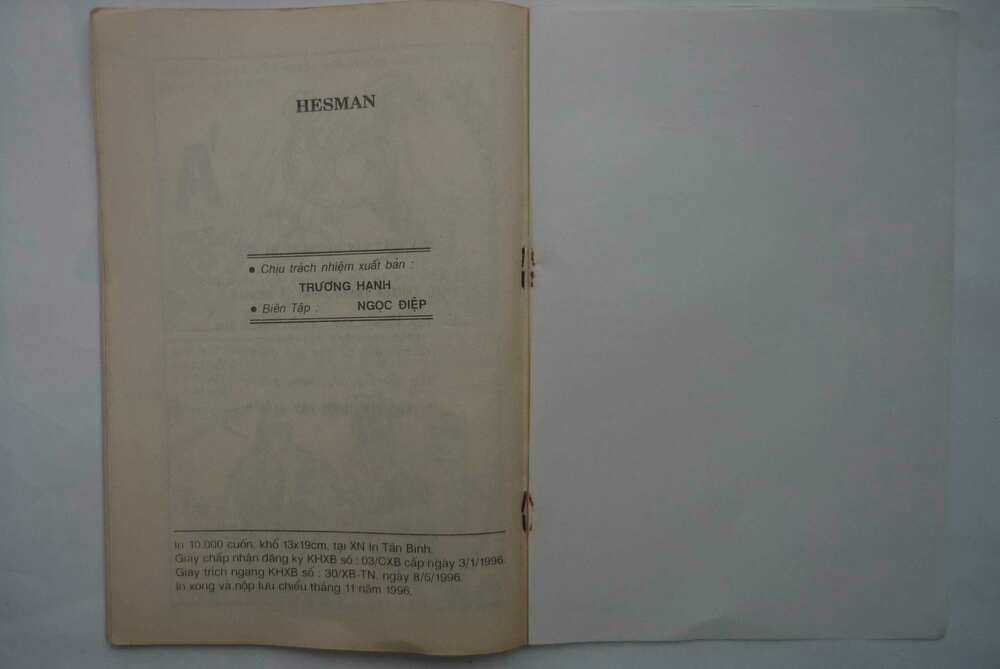 HESMAN
● Chịu trách nhiệm xuất bản :
TRƯƠNG HẠNH
● Biên Tập : NGỌC ĐIỆP
In 10.000 cuốn, khổ 13x19cm, tại XN In Tân Bình.
Giấy chấp nhận đăng ký KHXB số : 03/CXB cấp ngày 3/1/1996.
Giấy trích ngang KHXB số : 30/XB-TN, ngày 8/5/1996.
In xong và nộp lưu chiểu tháng 11 năm 1996.